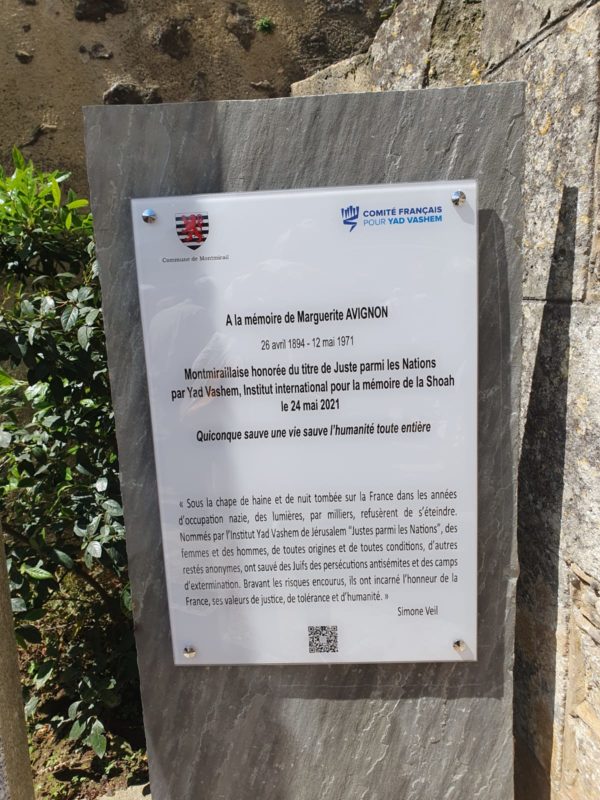 Commune de Montmirail
COMITÉ FRANÇAIS
POUR YAD VASHEM
A la mémoire de Marguerite AVIGNON
26 avril 1894 - 12 mai 1971
Montmiraillaise honorée du titre de Juste parmi les Nations
par Yad Vashem, Institut international pour la mémoire de la Shoah
le 24 mai 2021
Quiconque sauve une vie sauve l'humanité toute entière
« Sous la chape de haine et de nuit tombée sur la France dans les années
d'occupation nazie, des lumières, par milliers, refusèrent de s'éteindre.
Nommés par l'Institut Yad Vashem de Jérusalem "Justes parmi les Nations", des
femmes et des hommes, de toutes origines et de toutes conditions, d'autres
restés anonymes, ont sauvé des Juifs des persécutions antisémites et des camps
d'extermination. Bravant les risques encourus, ils ont incarné l'honneur de la
France, ses valeurs de justice, de tolérance et d'humanité. »
Simone Veil